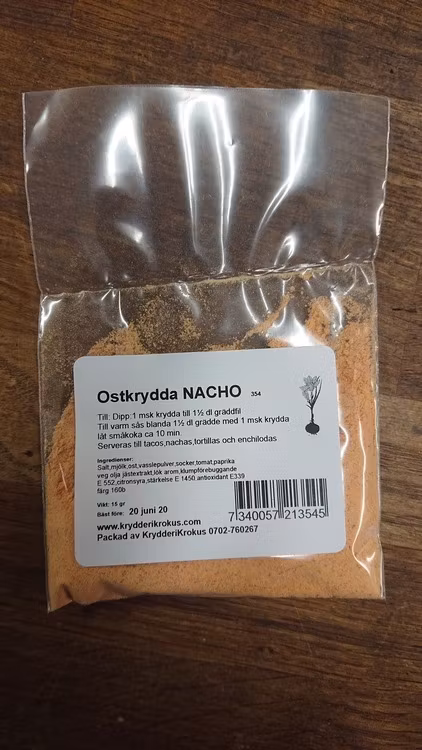 Ostkrydda NACHO 354
Till: Dipp:1 msk krydda till 1½ dl gräddfil
Till varm sås blanda 1½ dl grädde med 1 msk krydda
låt småkoka ca 10 min
Serveras till tacos,nachas,tortillas och enchilodas
Ingredienser:
Salt,mjölk,ost,vasslepulver,socker,tomat,paprika
veg olja jästextrakt,lök arom,klumpförebuggande
E 552,citronsyra,stärkelse E 1450 antioxidant E339
färg 160b
Vikt: 15 gr
Bäst före: 20 juni 20
www.krydderikrokus.com
Packad av KrydderiKrokus 0702-760267
7 340057 213545